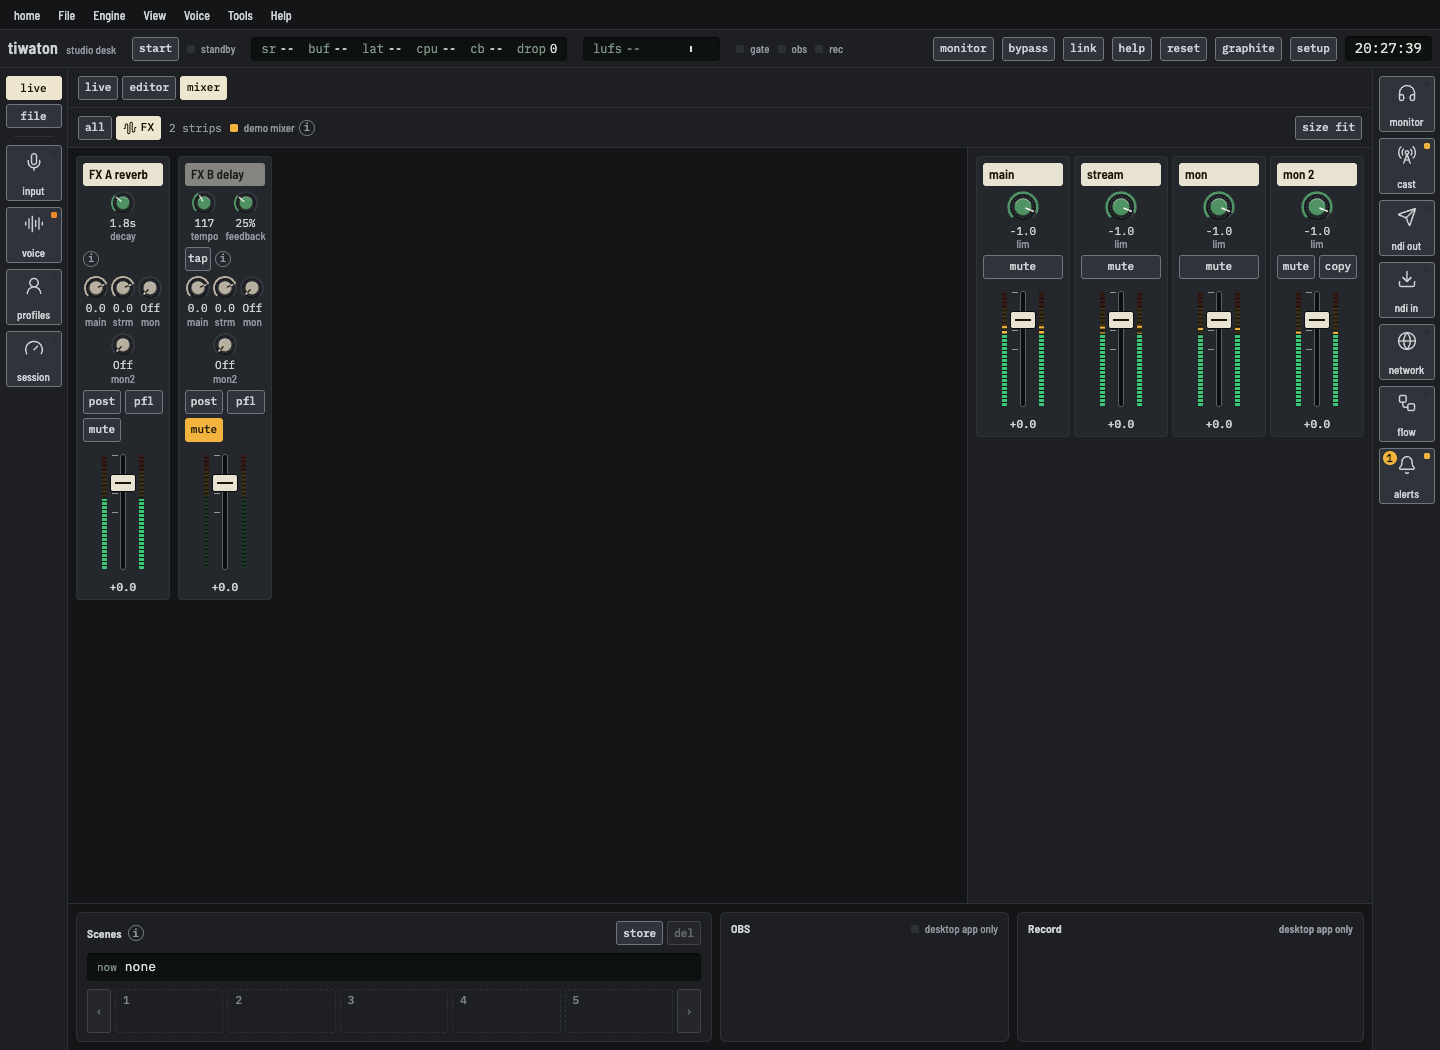 home File Engine View Voice Tools Help
tiwaton studio desk start standby sr -- buf -- lat -- cpu -- cb -- drop 0 lufs -- gate obs rec monitor bypass link help reset graphite setup 20:27:39
live
file
input
voice
profiles
session
live editor mixer
all FX 2 strips demo mixer i size fit
FX A reverb
1.8s
decay
i
0.0 0.0 Off
main strm mon
Off
mon2
post pfl
mute
+0.0
FX B delay
117 25%
tempo feedback
tap i
0.0 0.0 Off
main strm mon
Off
mon2
post pfl
mute
+0.0
main
-1.0
lim
mute
+0.0
stream
-1.0
lim
mute
+0.0
mon
-1.0
lim
mute
+0.0
mon 2
-1.0
lim
mute copy
+0.0
monitor
cast
ndi out
ndi in
network
flow
1
alerts
Scenes i store del
now none
‹ 1 2 3 4 5 ›
OBS desktop app only
Record desktop app only